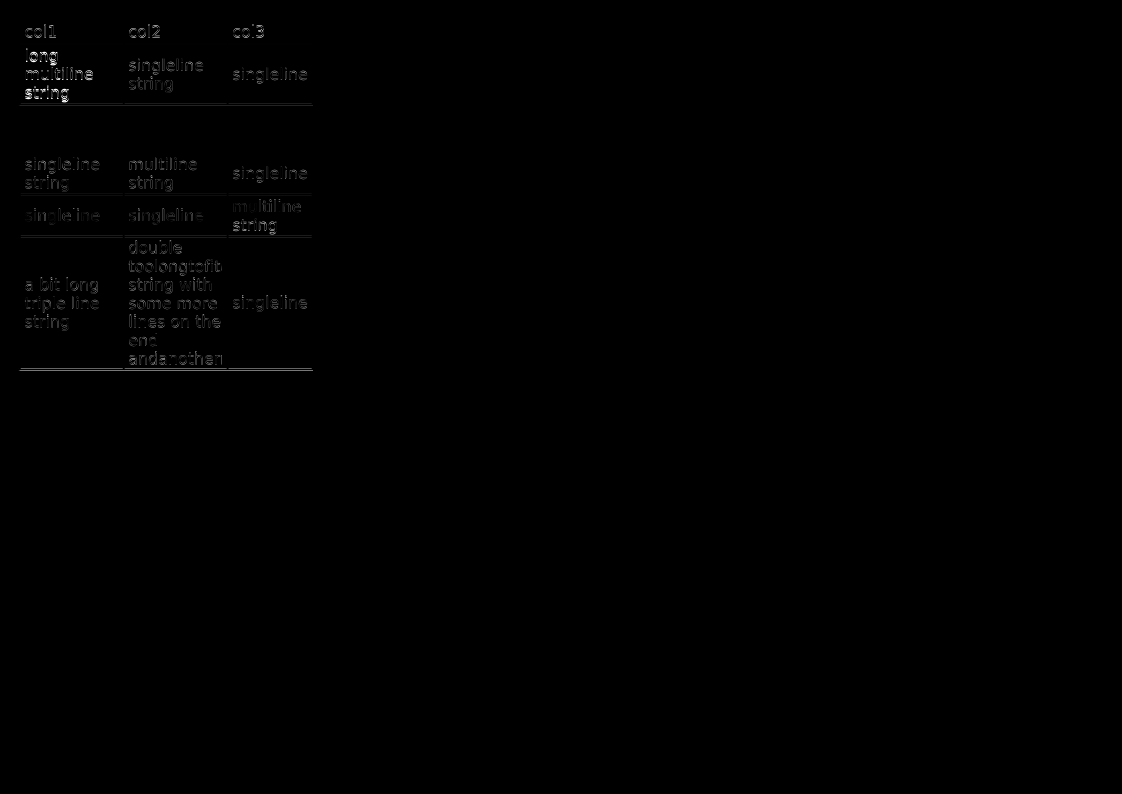 col1 col2 col3
long
multiline
string
singleline
string
singleline
singleline
string
multiline
string
singleline
singleline
singleline
multiline
string
a bit long
triple line
string
double
toolongtofit
string with
some more
lines on the
end
andanother
singleline